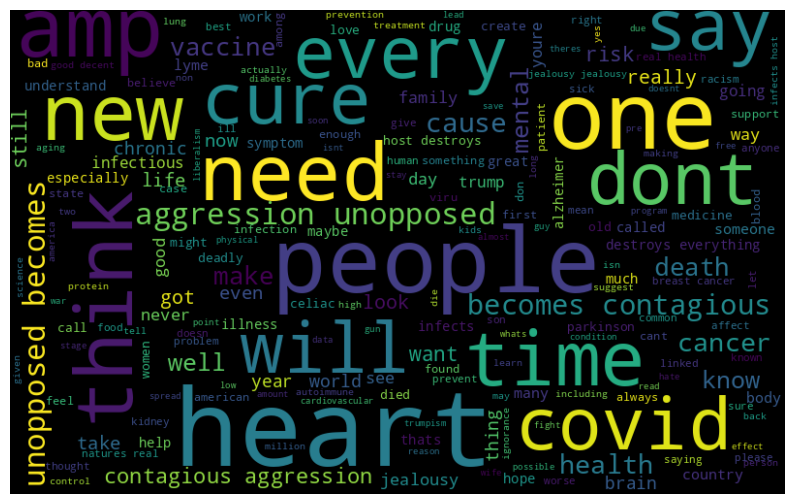 lung
best
work
prevention
treatment
lead
due
theres
yes
right
amp
say
among
love
drug
create
vaccine
every
youre
risk
real health
infects host
bad
good decent
non
diabetes
actually
jealousy jealousy
believe
lyme
really
going
understand
soon
save
sick
doesnt
racism
new
cure
family
mental
one
support
aging
chronic
ill
give
cause
patient
pre
way
still
now
symptom
enough
host destroys
free
anyone
infectious
liberalism
isnt
human
something
great
long
making
need
dont
especially
life
case
stay
day
trump
don
alzheimer
mean
program
state
viru
medicine
blood
two
aggression unopposed
first
someone
america
might
infection
maybe
kids
guy
old
called
physical
almost
isn
destroys everything
deadly
good
people
let
science
war
think
make
look
much
death
suggest
breast cancer
protein
got
even
die
unopposed becomes
never
celiac
high
becomes contagious
call
food
tell
point
illness
gun
infects
son
common
parkinson
cant
affect
doesn
problem
whats
condition
will
time
cancer
stage
women
data
want
found
prevent
learn
linked
known
well
low
year
world
see
many
read
hate
know
given
feel
spread
american
amount
autoimmune
died
may
including
always
body
cardiovascular
heart
kidney
trumpism
covid
sure
back
take
help
thats
thing
ignorance
fight
natures real
million
reason
saying
effect
thought
possible
health
please
person
control
contagious aggression
jealousy
hope
wife
worse
brain
country